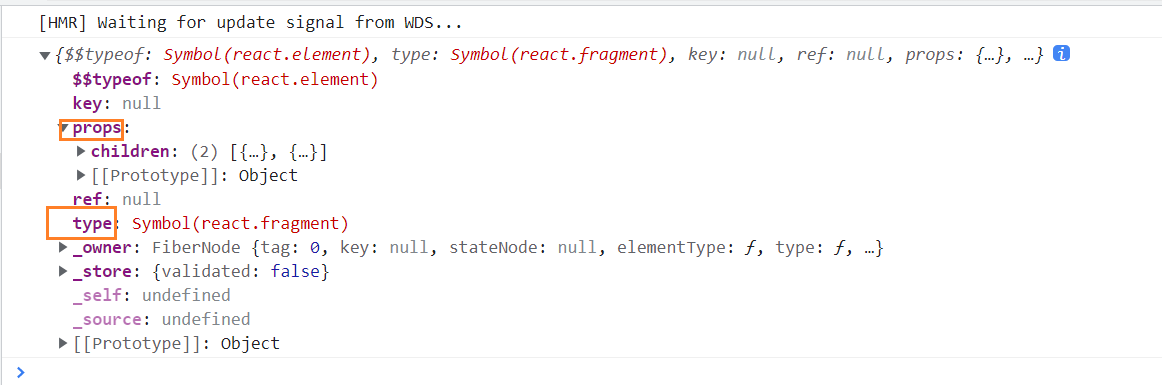 [HMR] Waiting for update signal from WDS...
{$$typeof: Symbol(react.element), type: Symbol(react.fragment), key: null, ref: null, props: {…}, …} i
$$typeof: Symbol(react.element)
key: null
props:
children: (2) [{…}, {…}]
[[Prototype]]: Object
ref: null
type: Symbol(react.fragment)
_owner: FiberNode {tag: 0, key: null, stateNode: null, elementType: ƒ, type: ƒ, …}
_store: {validated: false}
_self: undefined
_source: undefined
[[Prototype]]: Object